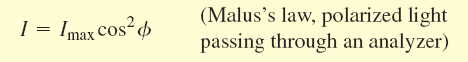 I = I_max cos² ϕ
(Malus's law, polarized light
passing through an analyzer)